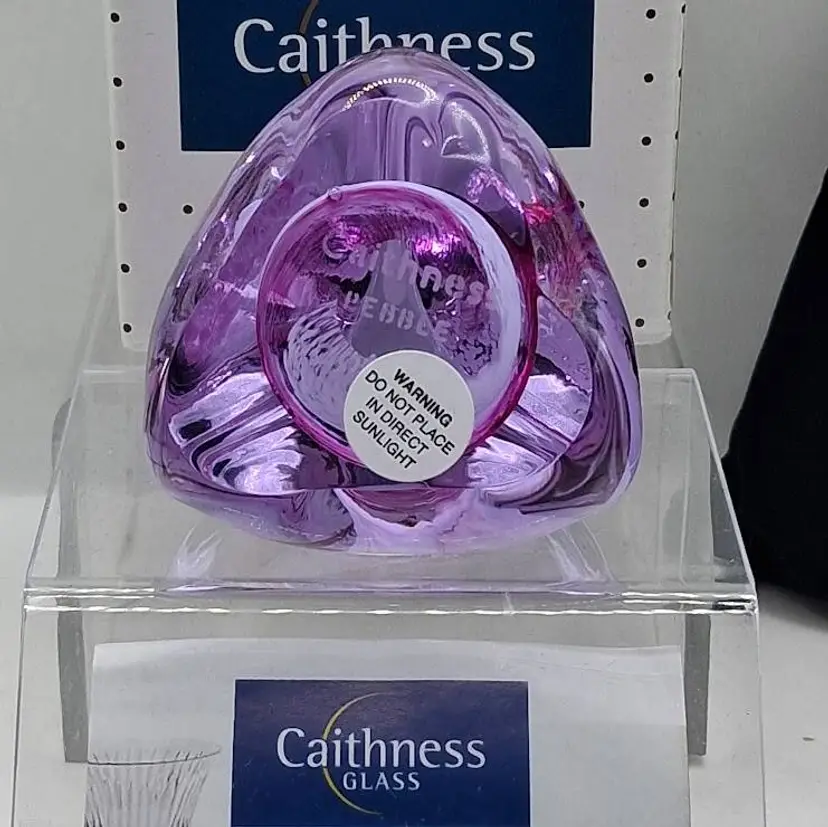 Caithness
Caithness
PEBBLE
WARNING
DO NOT PLACE
IN DIRECT
SUNLIGHT
Caithness
GLASS